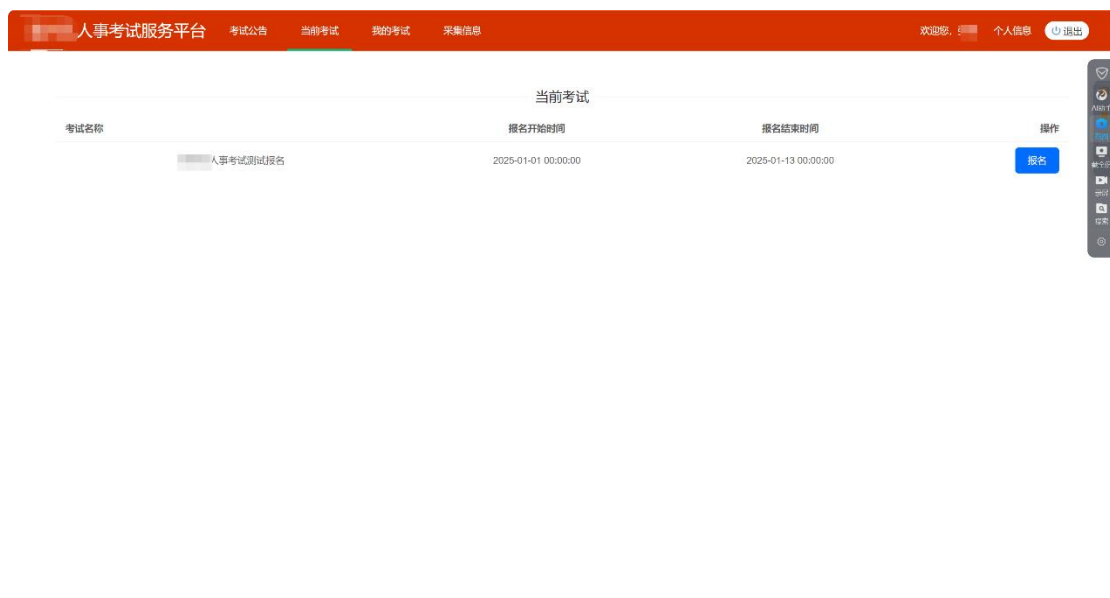 人事考试服务平台 考试公告 当前考试 我的考试 采集信息 欢迎您, 个人信息 退出
当前考试
考试名称 报名开始时间 报名结束时间 操作
人事考试测试报名 2025-01-01 00:00:00 2025-01-13 00:00:00 报名